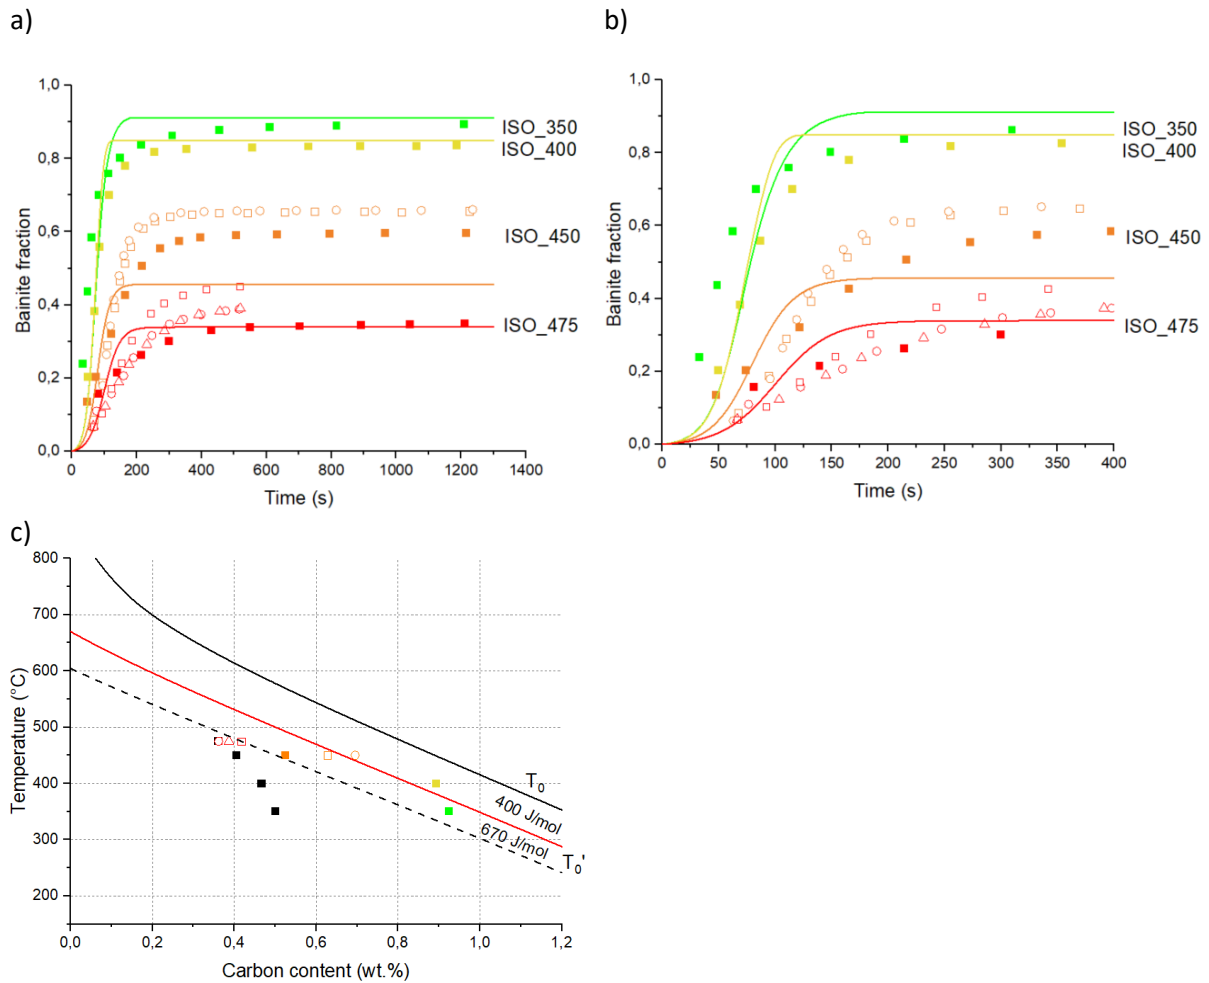 a)
b)
1,0
0,8
0,6
0,4
0,2
0,0
0 200 400 600 800 1000 1200 1400
Bainite fraction
Time (s)
ISO_350
ISO_400
ISO_450
ISO_475
1,0
0,8
0,6
0,4
0,2
0,0
0 50 100 150 200 250 300 350 400
Bainite fraction
Time (s)
ISO_350
ISO_400
ISO_450
ISO_475
c)
800
700
600
500
400
300
200
0,0 0,2 0,4 0,6 0,8 1,0 1,2
Temperature (°C)
Carbon content (wt.%)
T₀
400 J/mol
670 J/mol
T₀'